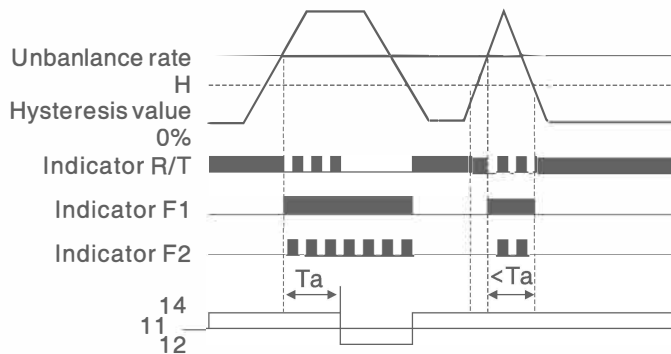 Unbanlance rate
H
Hysteresis value
0%
Indicator R/T
Indicator F1
Indicator F2
Ta
<Ta
14
11
12